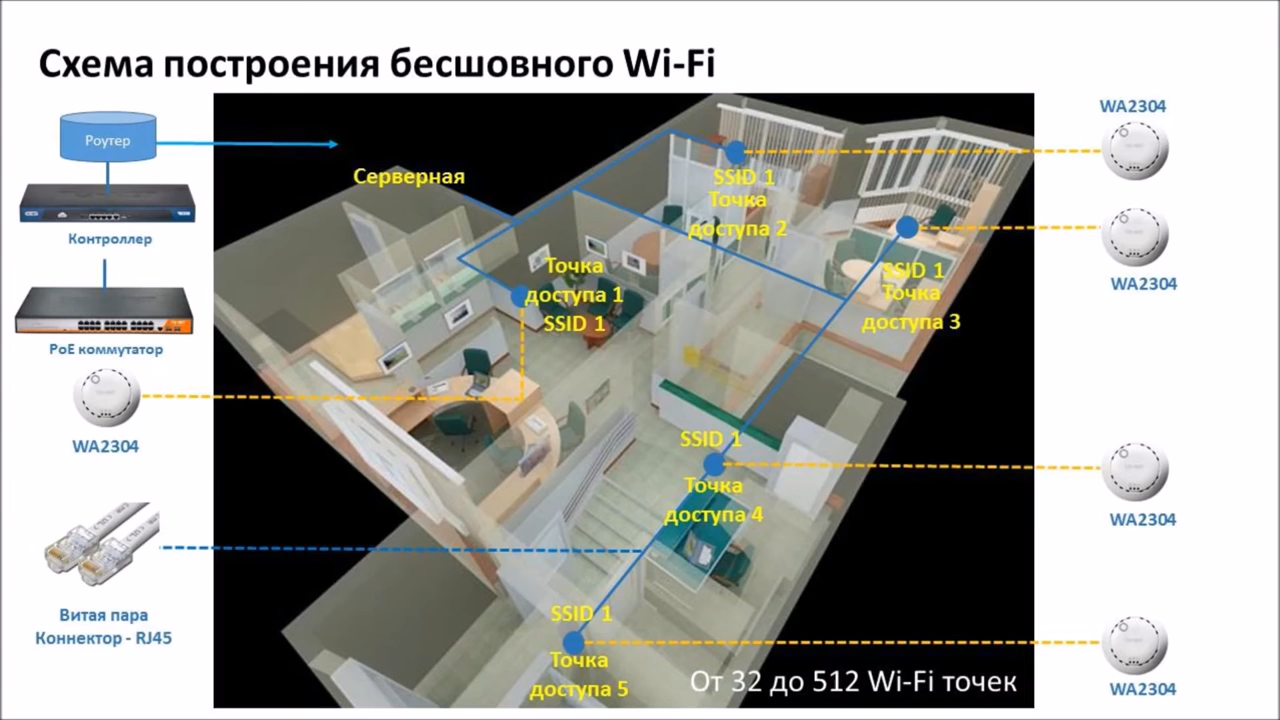 Схема построения бесшовного Wi-Fi
Роутер
Контроллер
PoE коммутатор
WA2304
Витая пара
Коннектор - RJ45
Серверная
Точка
доступа 1
SSID 1
SSID 1
Точка
доступа 2
SSID 1
Точка
доступа 3
SSID 1
Точка
доступа 4
SSID 1
Точка
доступа 5
От 32 до 512 Wi-Fi точек
WA2304
WA2304
WA2304
WA2304